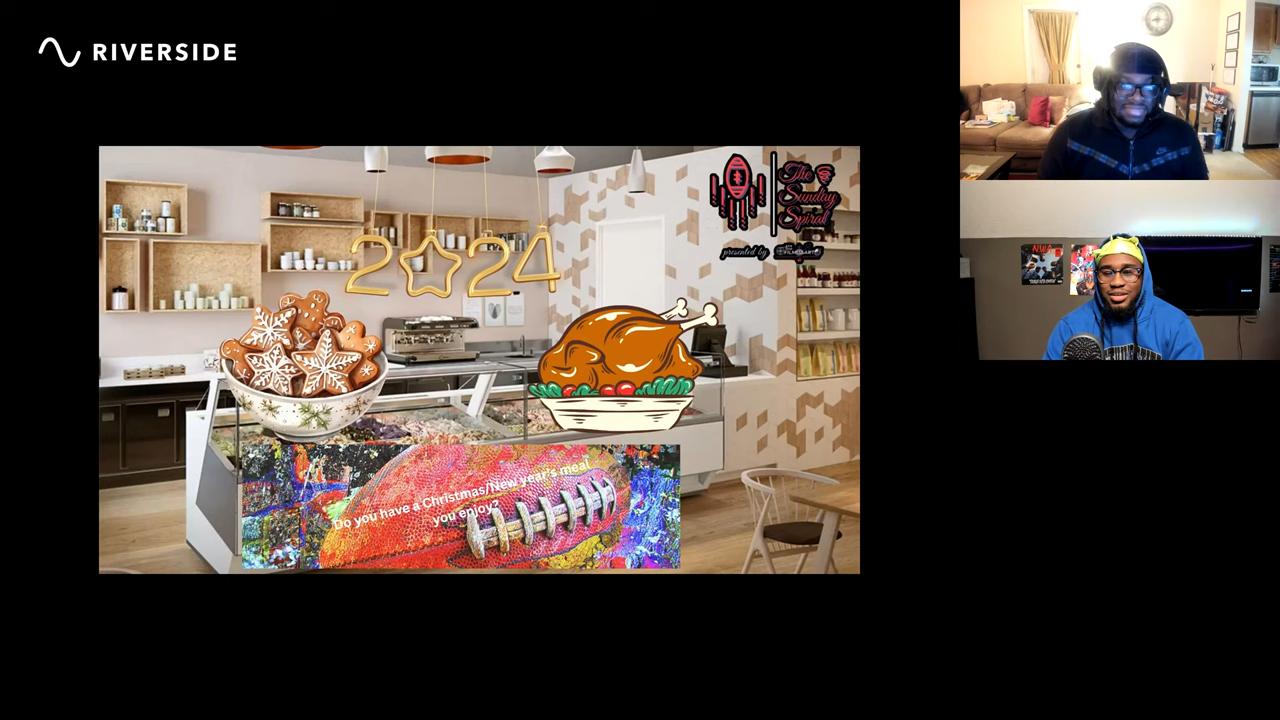 RIVERSIDE
The
Sunday
Spiral
presented by
2024
Do you have a Christmas/New year's meal
you enjoy?